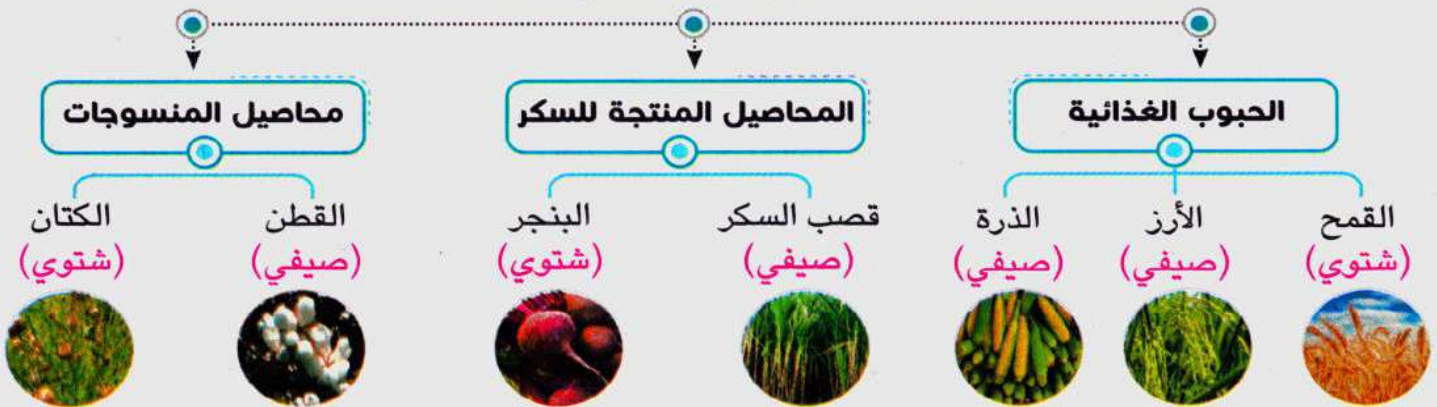 الحبوب الغذائية
المحاصيل المنتجة للسكر
محاصيل المنسوجات
القمح
(شتوي)
الأرز
(صيفي)
الذرة
(صيفي)
قصب السكر
(صيفي)
البنجر
(شتوي)
القطن
(صيفي)
الكتان
(شتوي)